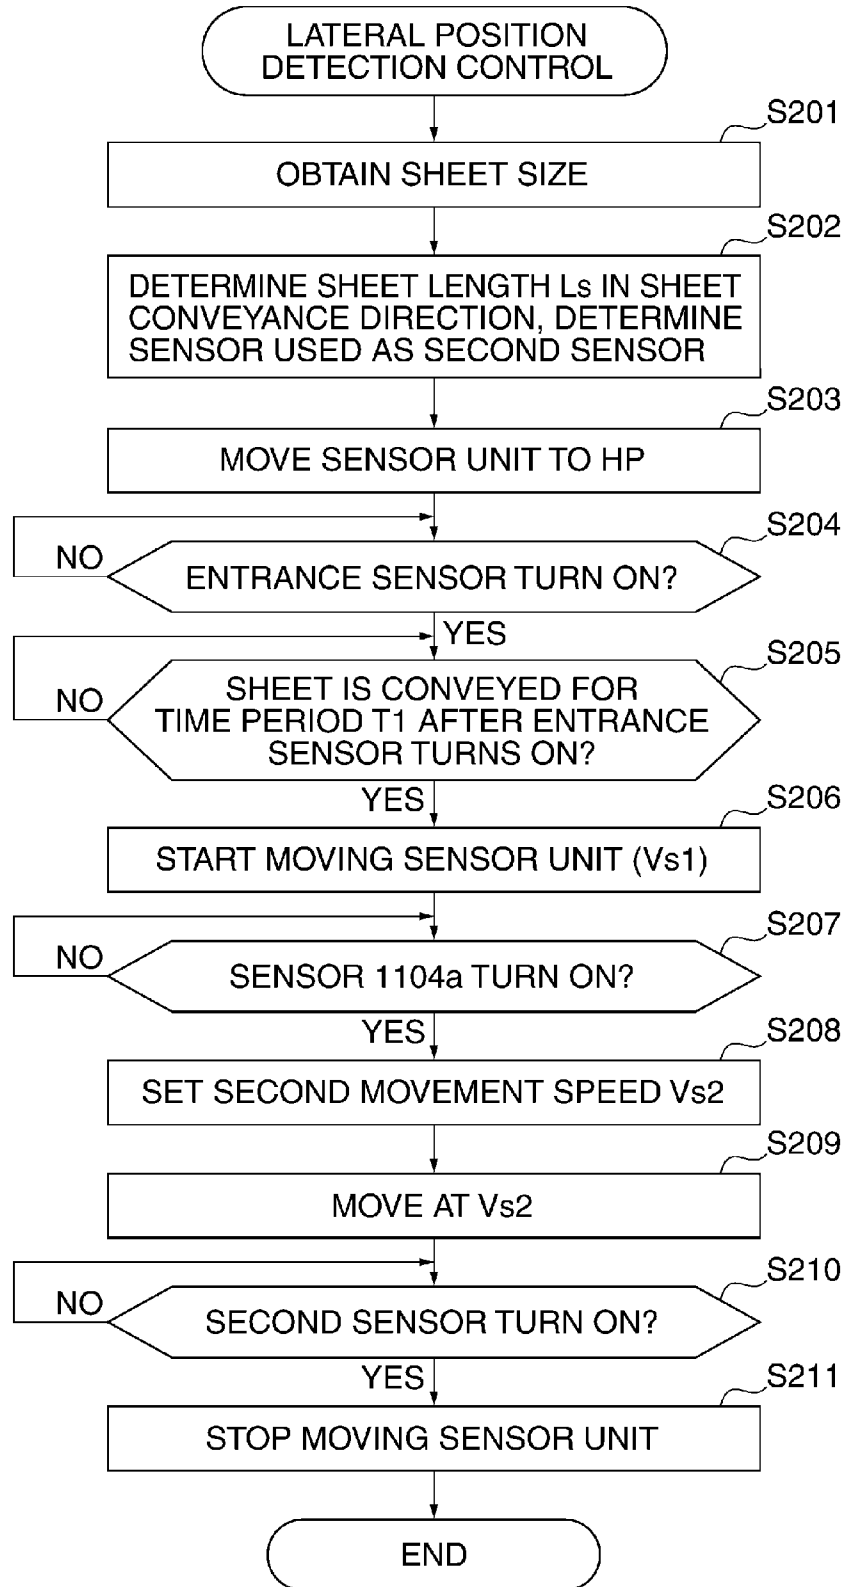 LATERAL POSITION
DETECTION CONTROL
S201
OBTAIN SHEET SIZE
S202
DETERMINE SHEET LENGTH Ls IN SHEET
CONVEYANCE DIRECTION, DETERMINE
SENSOR USED AS SECOND SENSOR
S203
MOVE SENSOR UNIT TO HP
S204
NO
ENTRANCE SENSOR TURN ON?
YES
S205
NO
SHEET IS CONVEYED FOR
TIME PERIOD T1 AFTER ENTRANCE
SENSOR TURNS ON?
YES
S206
START MOVING SENSOR UNIT (Vs1)
S207
NO
SENSOR 1104a TURN ON?
YES
S208
SET SECOND MOVEMENT SPEED Vs2
S209
MOVE AT Vs2
S210
NO
SECOND SENSOR TURN ON?
YES
S211
STOP MOVING SENSOR UNIT
END